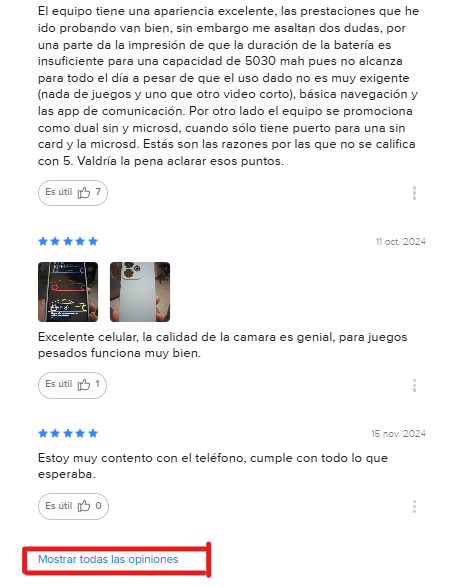 El equipo tiene una apariencia excelente, las prestaciones que he
ido probando van bien, sin embargo me asaltan dos dudas, por
una parte da la impresión de que la duración de la batería es
insuficiente para una capacidad de 5030 mah pues no alcanza
para todo el día a pesar de que el uso dado no es muy exigente
(nada de juegos y uno que otro video corto), básica navegación y
las app de comunicación. Por otro lado el equipo se promociona
como dual sin y microsd, cuando sólo tiene puerto para una sin
card y la microsd. Estás son las razones por las que no se califica
con 5. Valdría la pena aclarar esos puntos.
Es útil 7
11 oct. 2024
Excelente celular, la calidad de la camara es genial, para juegos
pesados funciona muy bien.
Es útil 1
15 nov. 2024
Estoy muy contento con el teléfono, cumple con todo lo que
esperaba.
Es útil 0
Mostrar todas las opiniones